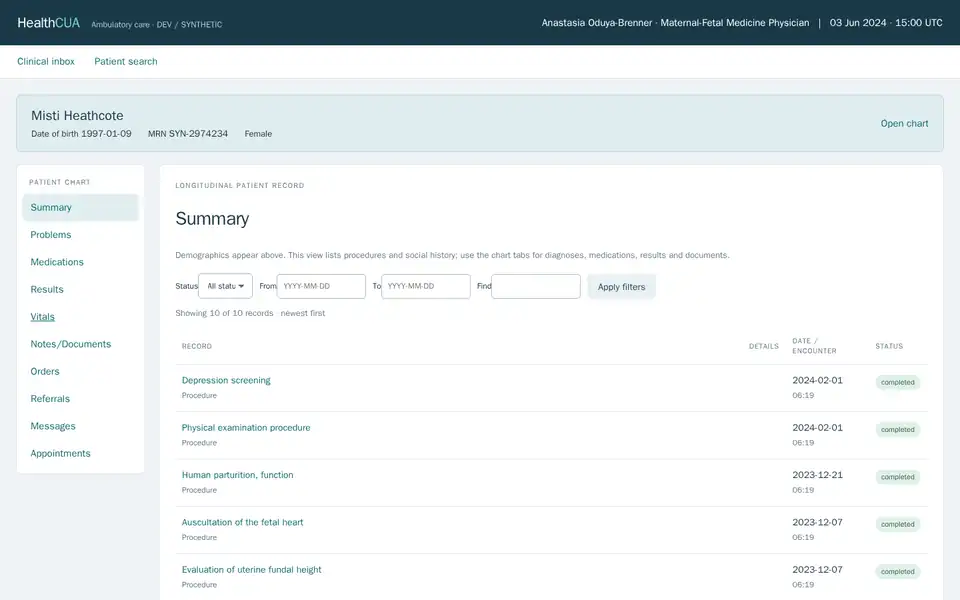 HealthCUA Ambulatory care · DEV / SYNTHETIC Anastasia Oduya-Brenner · Maternal-Fetal Medicine Physician | 03 Jun 2024 · 15:00 UTC
Clinical inbox Patient search
Misti Heathcote
Date of birth 1997-01-09 MRN SYN-2974234 Female
Open chart
PATIENT CHART
Summary
Problems
Medications
Results
Vitals
Notes/Documents
Orders
Referrals
Messages
Appointments
LONGITUDINAL PATIENT RECORD
Summary
Demographics appear above. This view lists procedures and social history; use the chart tabs for diagnoses, medications, results and documents.
Status All statu From YYYY-MM-DD To YYYY-MM-DD Find Apply filters
Showing 10 of 10 records · newest first
RECORD DETAILS DATE / ENCOUNTER STATUS
Depression screening 2024-02-01 completed
Procedure 06:19
Physical examination procedure 2024-02-01 completed
Procedure 06:19
Human parturition, function 2023-12-21 completed
Procedure 06:19
Auscultation of the fetal heart 2023-12-07 completed
Procedure 06:19
Evaluation of uterine fundal height 2023-12-07 completed
Procedure 06:19